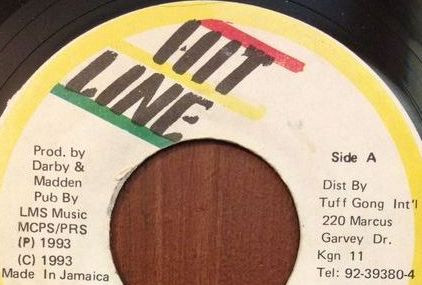 HIT
LINE
Prod. by
Darby &
Madden
Pub By
LMS Music
MCPS/PRS
(P) 1993
(C) 1993
Made In Jamaica
Side A
Dist By
Tuff Gong Int'l
220 Marcus
Garvey Dr.
Kgn 11
Tel: 92-39380-4